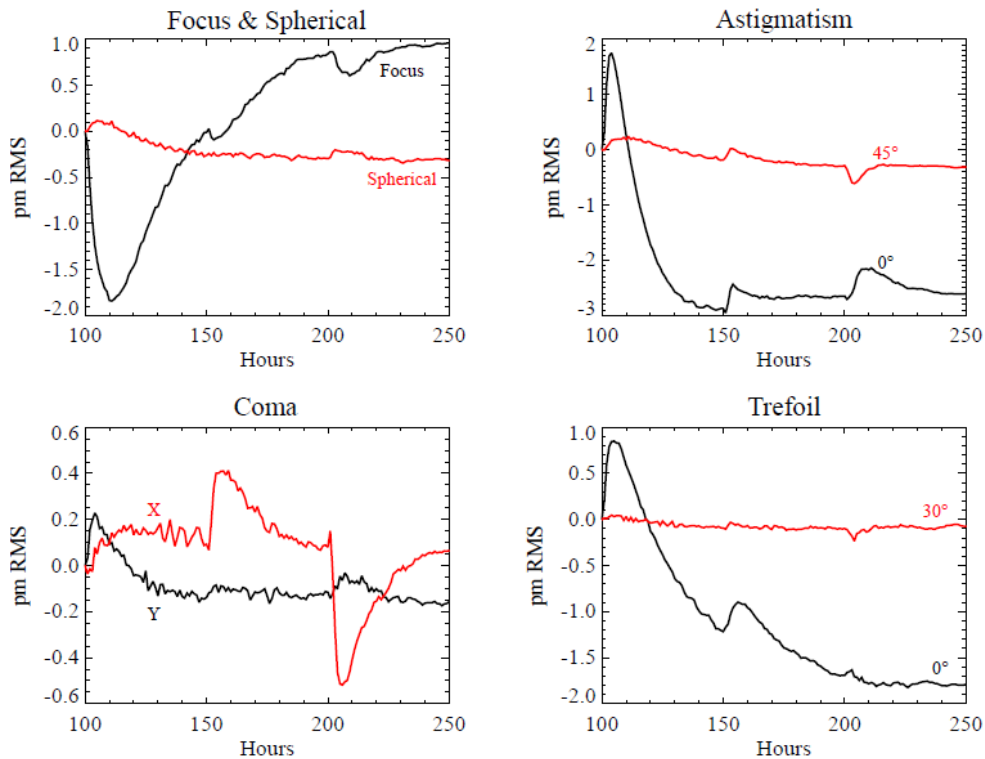 Focus & Spherical
1.0
0.5
0.0
-0.5
-1.0
-1.5
-2.0
pm RMS
Focus
Spherical
100 150 200 250
Hours
Astigmatism
2
1
0
-1
-2
-3
pm RMS
45°
0°
100 150 200 250
Hours
Coma
0.6
0.4
0.2
0.0
-0.2
-0.4
-0.6
pm RMS
X
Y
100 150 200 250
Hours
Trefoil
1.0
0.5
0.0
-0.5
-1.0
-1.5
-2.0
pm RMS
30°
0°
100 150 200 250
Hours